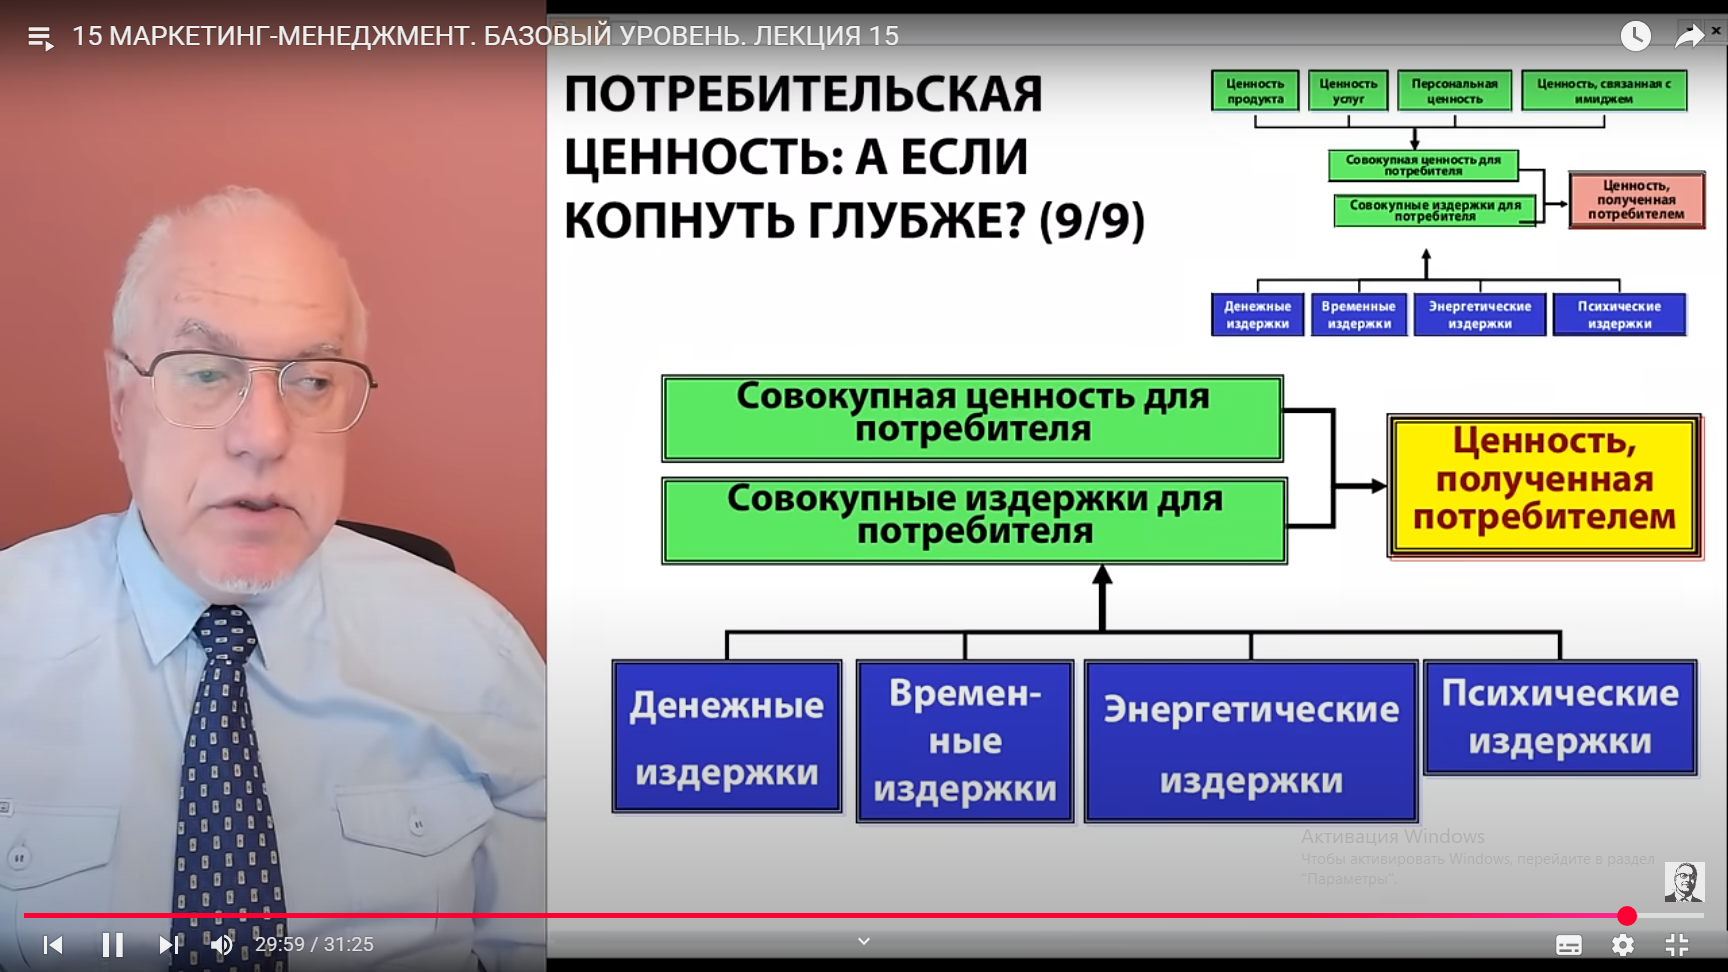 15 МАРКЕТИНГ-МЕНЕДЖМЕНТ. БАЗОВЫЙ УРОВЕНЬ. ЛЕКЦИЯ 15
ПОТРЕБИТЕЛЬСКАЯ
ЦЕННОСТЬ: А ЕСЛИ
КОПНУТЬ ГЛУБЖЕ? (9/9)
Ценность
продукта
Ценность
услуг
Персональная
ценность
Ценность, связанная с
имиджем
Совокупная ценность для
потребителя
Совокупные издержки для
потребителя
Ценность,
полученная
потребителем
Денежные
издержки
Временные
издержки
Энергетические
издержки
Психические
издержки
Совокупная ценность для
потребителя
Совокупные издержки для
потребителя
Ценность,
полученная
потребителем
Денежные
издержки
Времен-
ные
издержки
Энергетические
издержки
Психические
издержки
Активация Windows
Чтобы активировать Windows, перейдите в раздел
"Параметры".
29:59 / 31:25